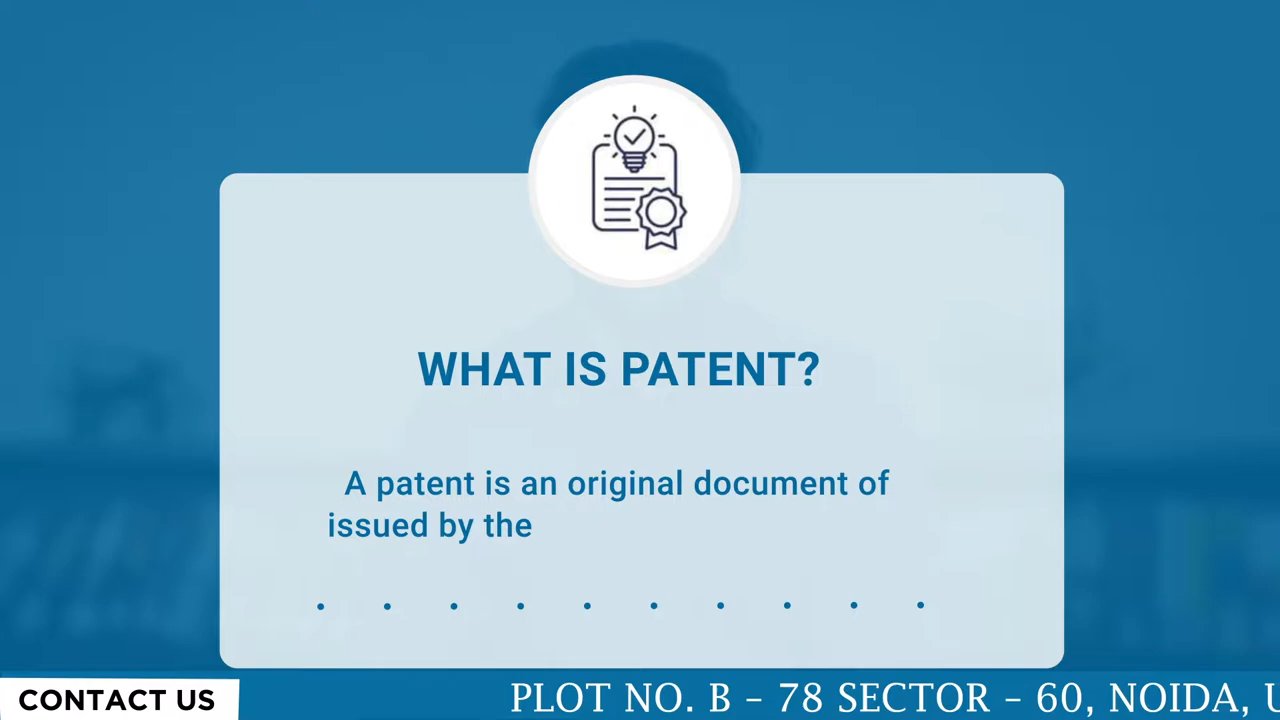 WHAT IS PATENT?
A patent is an original document of
issued by the
CONTACT US
PLOT NO. B – 78 SECTOR – 60, NOIDA, U